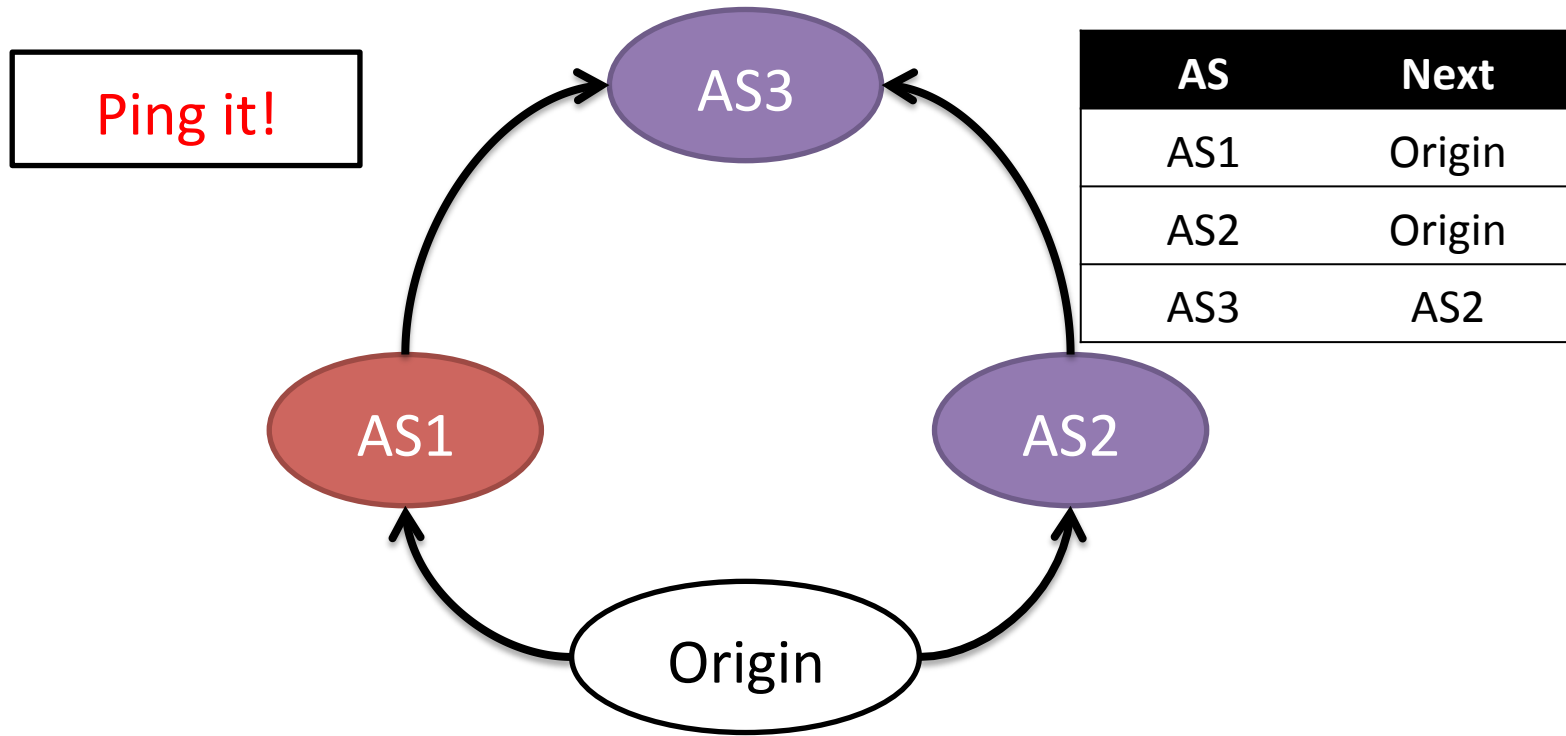 AS3
Ping it!
AS Next
AS1 Origin
AS2 Origin
AS3 AS2
AS1
AS2
Origin